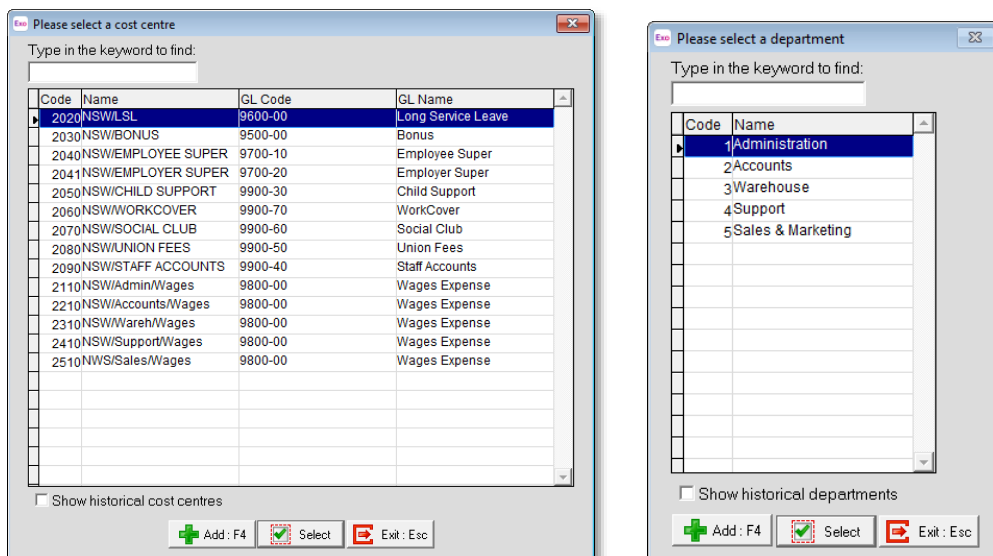 Exo Please select a cost centre
Type in the keyword to find:
Code Name GL Code GL Name
2020 NSW/LSL 9600-00 Long Service Leave
2030 NSW/BONUS 9500-00 Bonus
2040 NSW/EMPLOYEE SUPER 9700-10 Employee Super
2041 NSW/EMPLOYER SUPER 9700-20 Employer Super
2050 NSW/CHILD SUPPORT 9900-30 Child Support
2060 NSW/WORKCOVER 9900-70 WorkCover
2070 NSW/SOCIAL CLUB 9900-60 Social Club
2080 NSW/UNION FEES 9900-50 Union Fees
2090 NSW/STAFF ACCOUNTS 9900-40 Staff Accounts
2110 NSW/Admin/Wages 9800-00 Wages Expense
2210 NSW/Accounts/Wages 9800-00 Wages Expense
2310 NSW/Wareh/Wages 9800-00 Wages Expense
2410 NSW/Support/Wages 9800-00 Wages Expense
2510 NWS/Sales/Wages 9800-00 Wages Expense
Show historical cost centres
Add : F4 Select Exit : Esc
Exo Please select a department
Type in the keyword to find:
Code Name
1 Administration
2 Accounts
3 Warehouse
4 Support
5 Sales & Marketing
Show historical departments
Add : F4 Select Exit : Esc